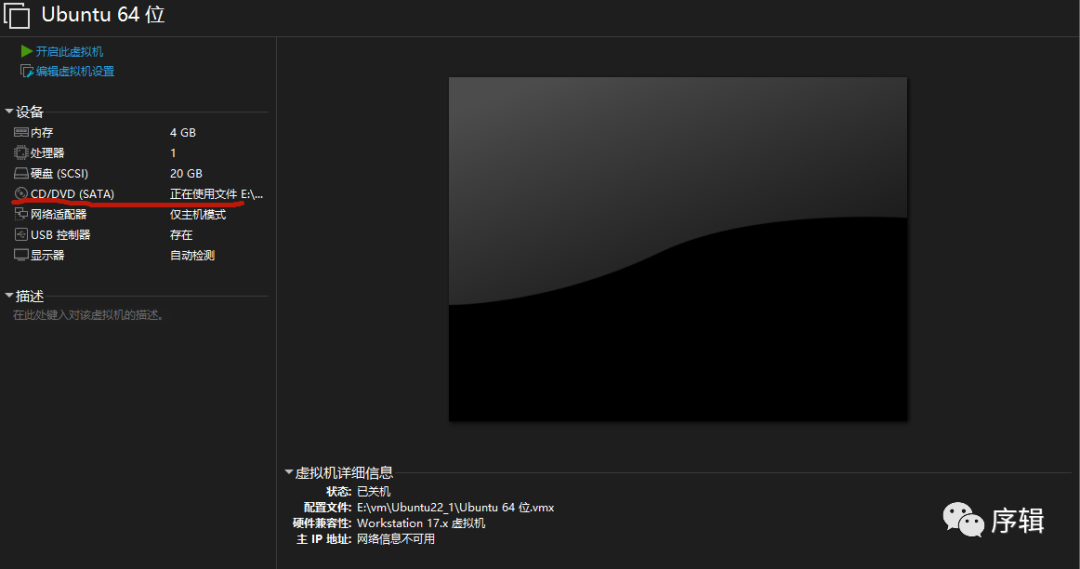 Ubuntu 64 位
开启此虚拟机
编辑虚拟机设置
设备
内存 4 GB
处理器 1
硬盘 (SCSI) 20 GB
CD/DVD (SATA) 正在使用文件 E:\...
网络适配器 仅主机模式
USB 控制器 存在
显示器 自动检测
描述
在此处键入对该虚拟机的描述。
虚拟机详细信息
状态: 已关机
配置文件: E:\vm\Ubuntu22_1\Ubuntu 64 位.vmx
硬件兼容性: Workstation 17.x 虚拟机
主 IP 地址: 网络信息不可用
序辑